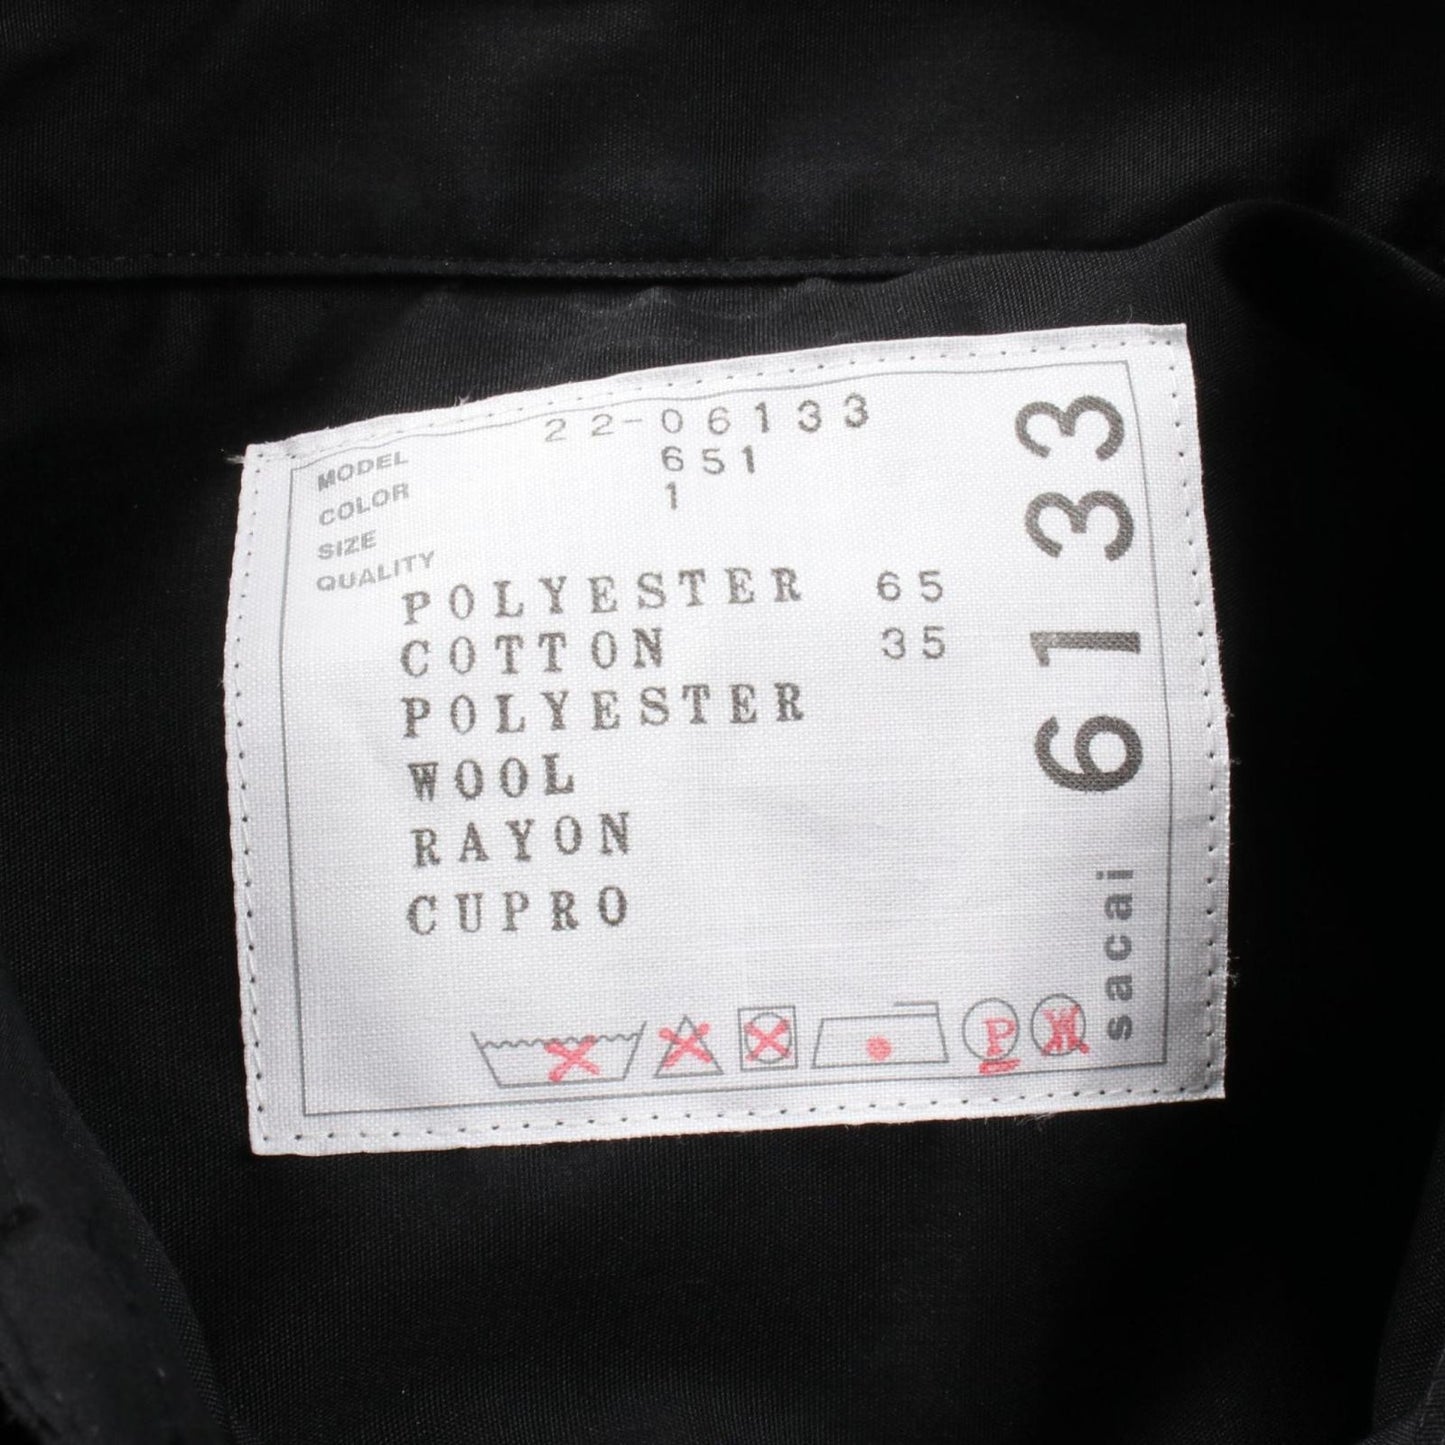 MODEL 22-06133
COLOR 651
SIZE 1
QUALITY
POLYESTER 65
COTTON 35
POLYESTER
WOOL
RAYON
CUPRO
P W
sacai 6133